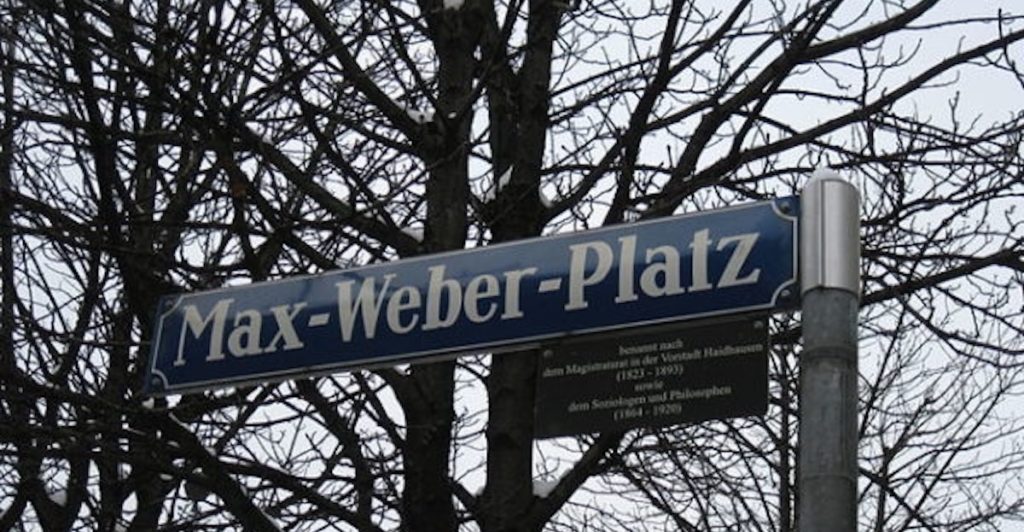 Max-Weber-Platz
benannt nach
dem Magistratsrat in der Vorstadt Haidhausen
(1823 - 1893)
sowie
dem Soziologen und Philosophen
(1864 - 1920)